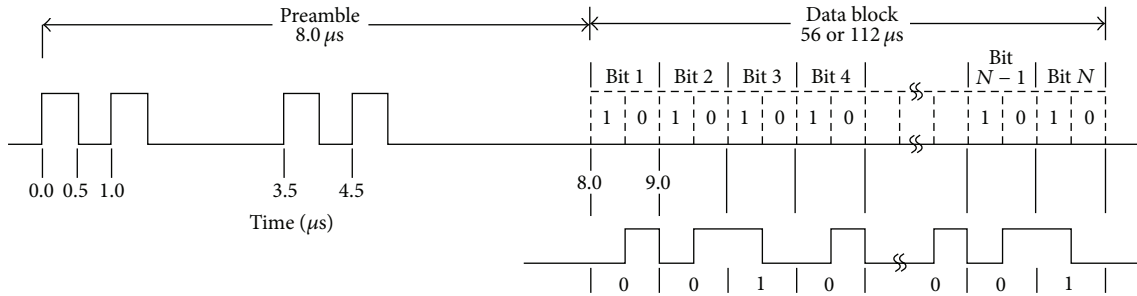 Preamble
8.0 μs
Data block
56 or 112 μs
Bit 1 Bit 2 Bit 3 Bit 4 Bit N − 1 Bit N
1 0 1 0 1 0 1 0 1 0 1 0
0.0 0.5 1.0 3.5 4.5 8.0 9.0
Time (μs)
0 0 1 0 0 0 1